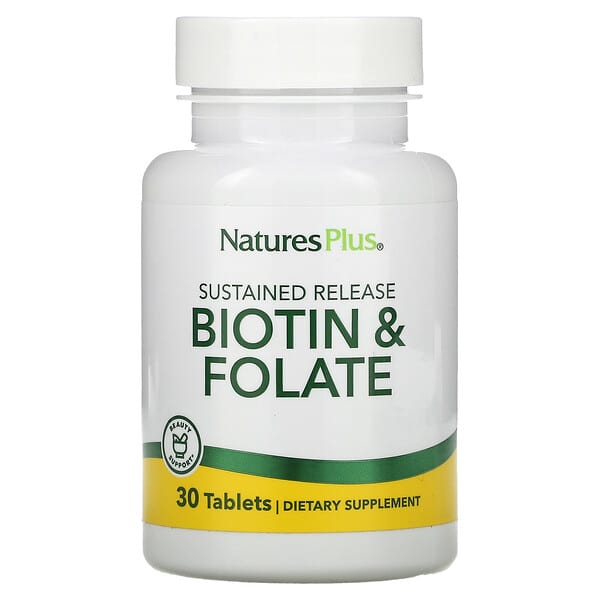 NaturesPlus®
SUSTAINED RELEASE
BIOTIN &
FOLATE
BEAUTY
SUPPORT*
30 Tablets | DIETARY SUPPLEMENT